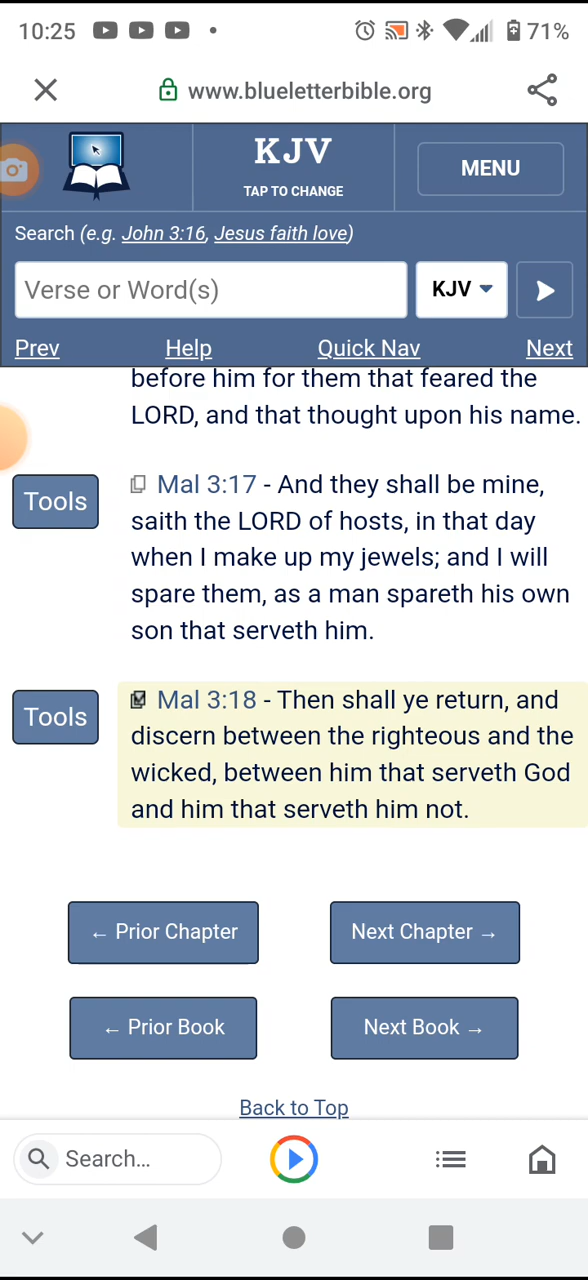 10:25 71%
www.blueletterbible.org
KJV
TAP TO CHANGE
MENU
Search (e.g. John 3:16, Jesus faith love)
Verse or Word(s)
KJV
Prev Help Quick Nav Next
before him for them that feared the
LORD, and that thought upon his name.
Tools
Mal 3:17 - And they shall be mine,
saith the LORD of hosts, in that day
when I make up my jewels; and I will
spare them, as a man spareth his own
son that serveth him.
Tools
Mal 3:18 - Then shall ye return, and
discern between the righteous and the
wicked, between him that serveth God
and him that serveth him not.
← Prior Chapter Next Chapter →
← Prior Book Next Book →
Back to Top
Search...